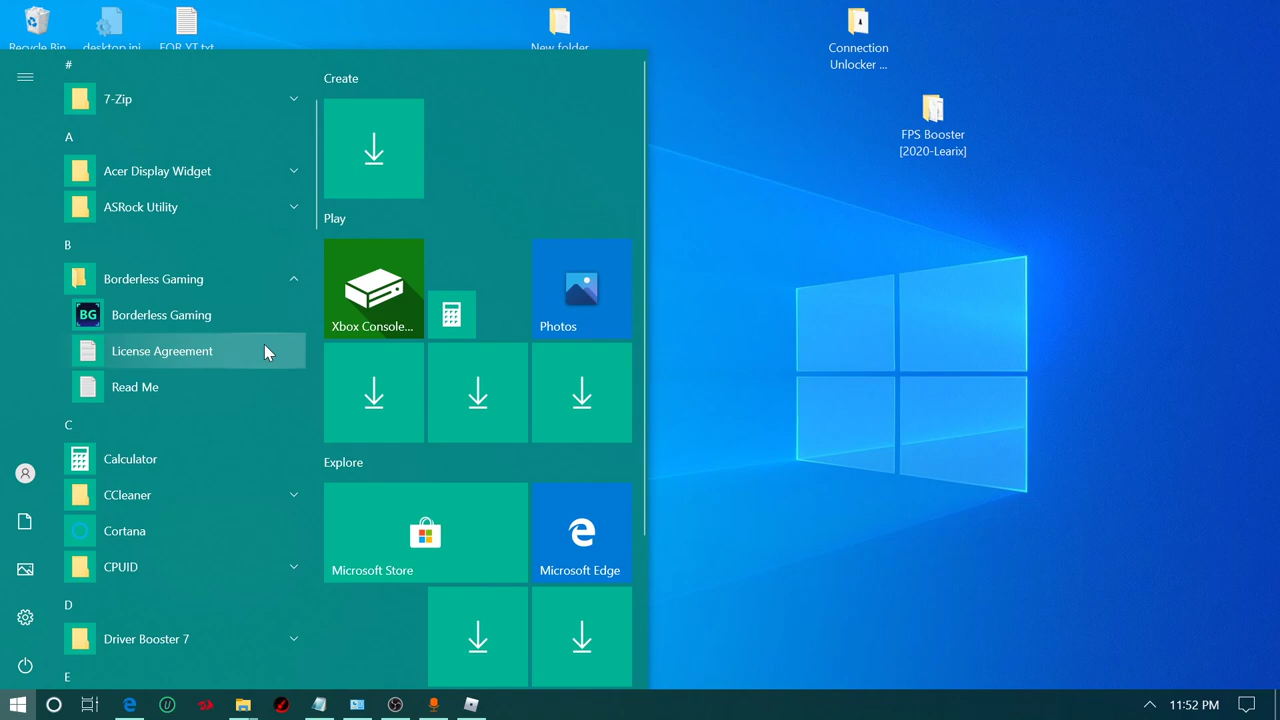 Recycle Bin
desktop.ini
FOR YT.txt
New folder
Connection
Unlocker ...
FPS Booster
[2020-Learix]
#
7-Zip
A
Acer Display Widget
ASRock Utility
B
Borderless Gaming
BG
Borderless Gaming
License Agreement
Read Me
C
Calculator
CCleaner
Cortana
CPUID
D
Driver Booster 7
E
Create
Play
Xbox Console...
Photos
Explore
Microsoft Store
Microsoft Edge
11:52 PM